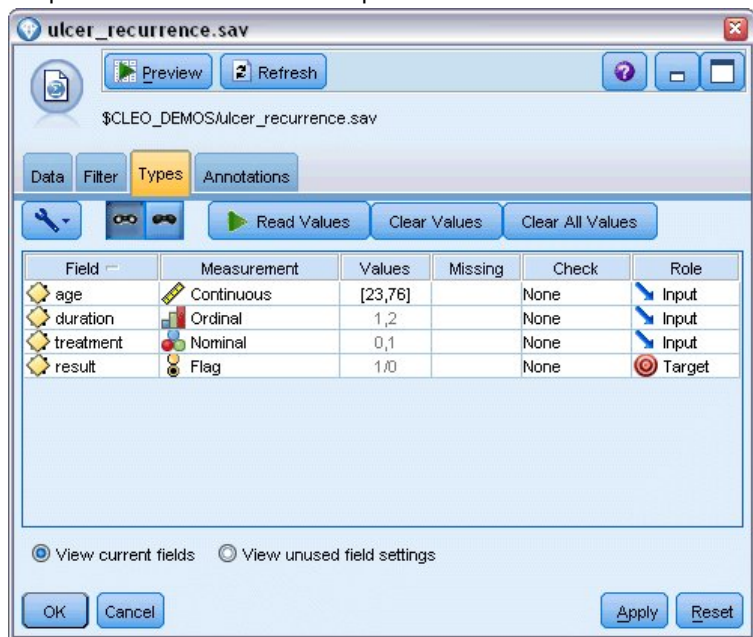 ulcer_recurrence.sav
Preview Refresh
$CLEO_DEMOS/ulcer_recurrence.sav
Data Filter Types Annotations
Read Values Clear Values Clear All Values
Field Measurement Values Missing Check Role
age Continuous [23,76] None Input
duration Ordinal 1,2 None Input
treatment Nominal 0,1 None Input
result Flag 1/0 None Target
View current fields View unused field settings
OK Cancel Apply Reset